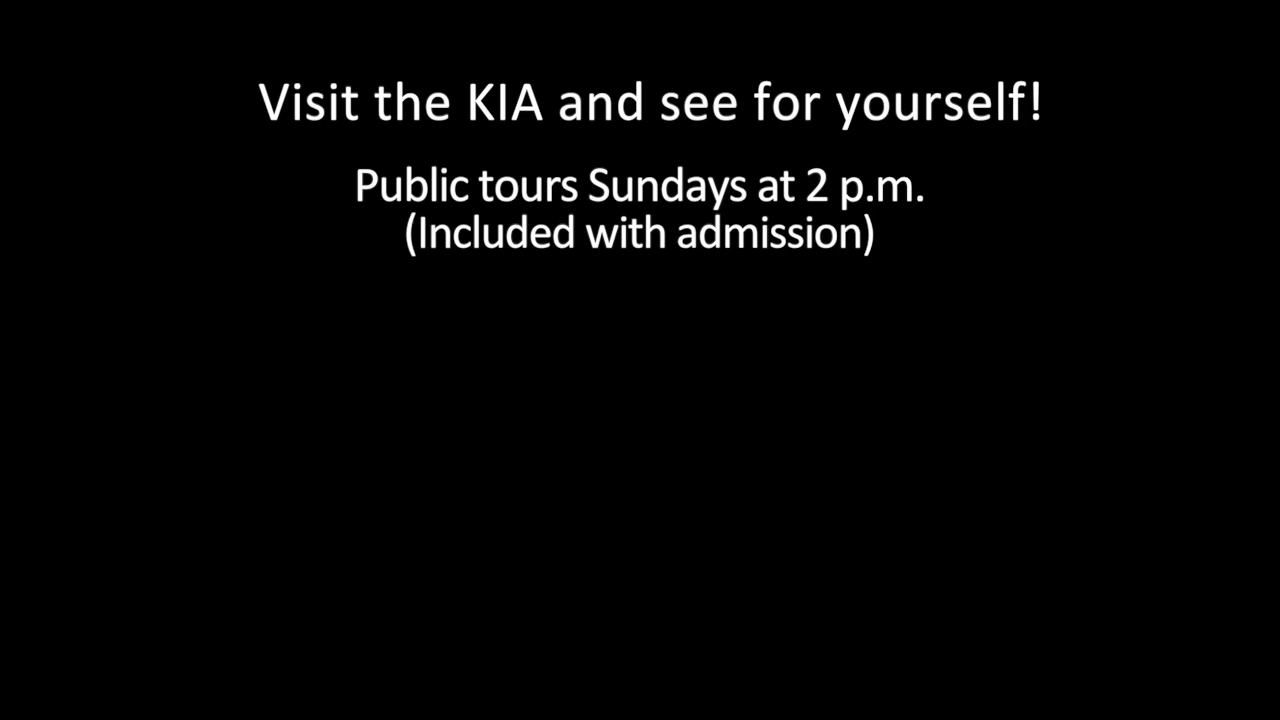 Visit the KIA and see for yourself!
Public tours Sundays at 2 p.m.
(Included with admission)